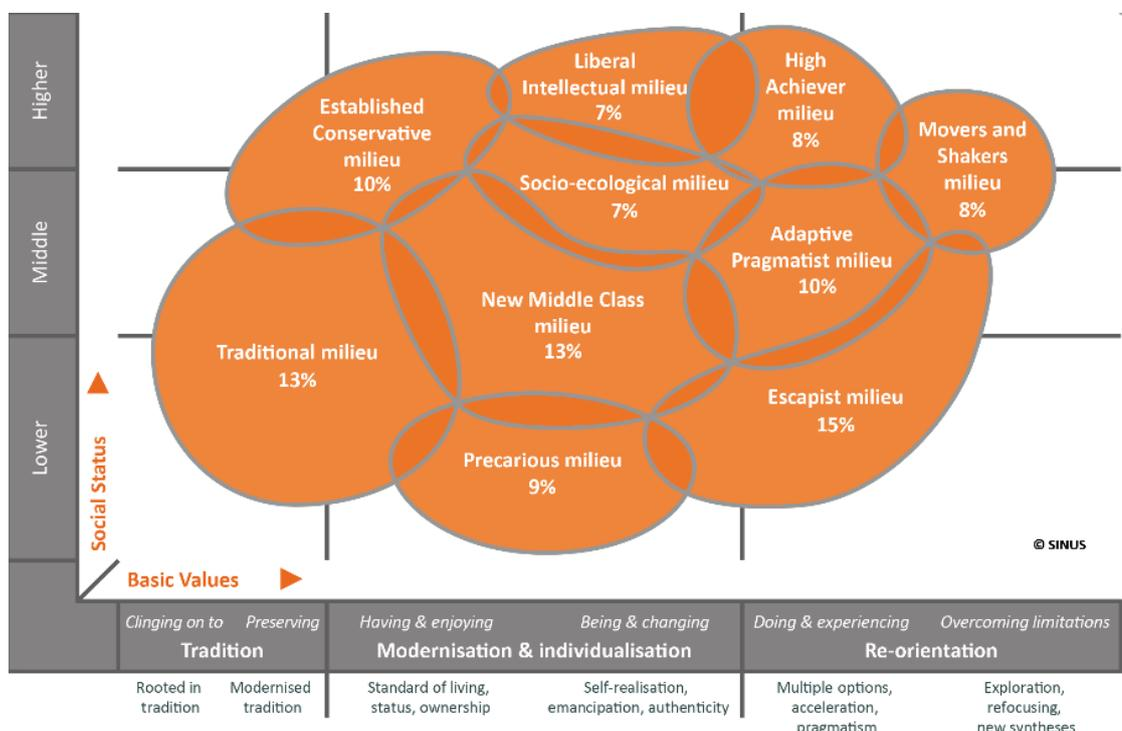 Higher
Middle
Lower
Social Status
Basic Values
Established
Conservative
milieu
10%
Liberal
Intellectual milieu
7%
High
Achiever
milieu
8%
Movers and
Shakers
milieu
8%
Socio-ecological milieu
7%
Adaptive
Pragmatist milieu
10%
New Middle Class
milieu
13%
Traditional milieu
13%
Escapist milieu
15%
Precarious milieu
9%
© SINUS
Clinging on to Preserving
Tradition
Having & enjoying Being & changing
Modernisation & individualisation
Doing & experiencing Overcoming limitations
Re-orientation
Rooted in
tradition
Modernised
tradition
Standard of living,
status, ownership
Self-realisation,
emancipation, authenticity
Multiple options,
acceleration,
pragmatism
Exploration,
refocusing,
new syntheses